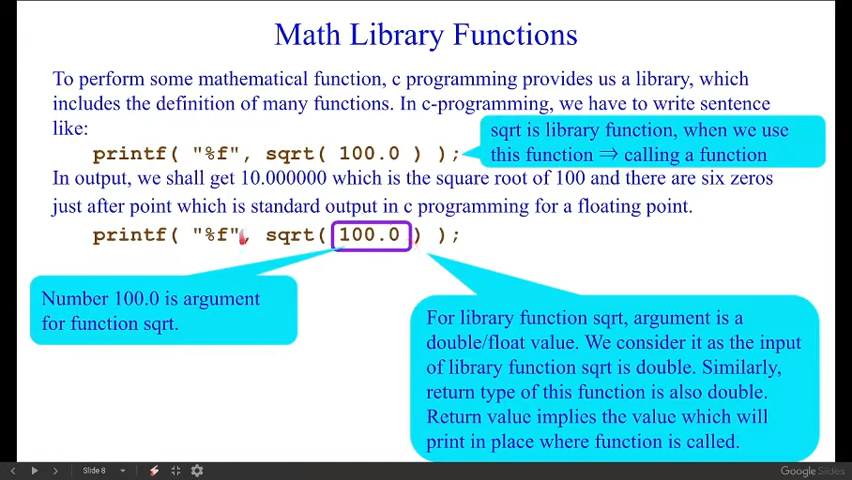 Math Library Functions
To perform some mathematical function, c programming provides us a library, which
includes the definition of many functions. In c-programming, we have to write sentence
like:
sqrt is library function, when we use
this function ⇒ calling a function
printf( "%f", sqrt( 100.0 ) );
In output, we shall get 10.000000 which is the square root of 100 and there are six zeros
just after point which is standard output in c programming for a floating point.
printf( "%f", sqrt( 100.0 ) );
Number 100.0 is argument
for function sqrt.
For library function sqrt, argument is a
double/float value. We consider it as the input
of library function sqrt is double. Similarly,
return type of this function is also double.
Return value implies the value which will
print in place where function is called.
Slide 8
Google Slides